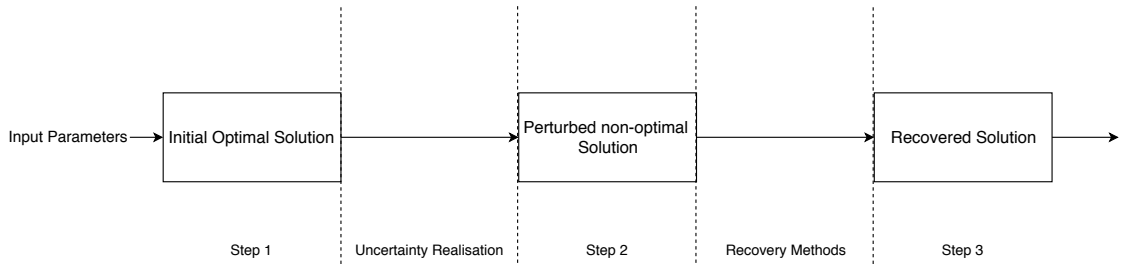 Input Parameters
Initial Optimal Solution
Perturbed non-optimal
Solution
Recovered Solution
Step 1
Uncertainty Realisation
Step 2
Recovery Methods
Step 3